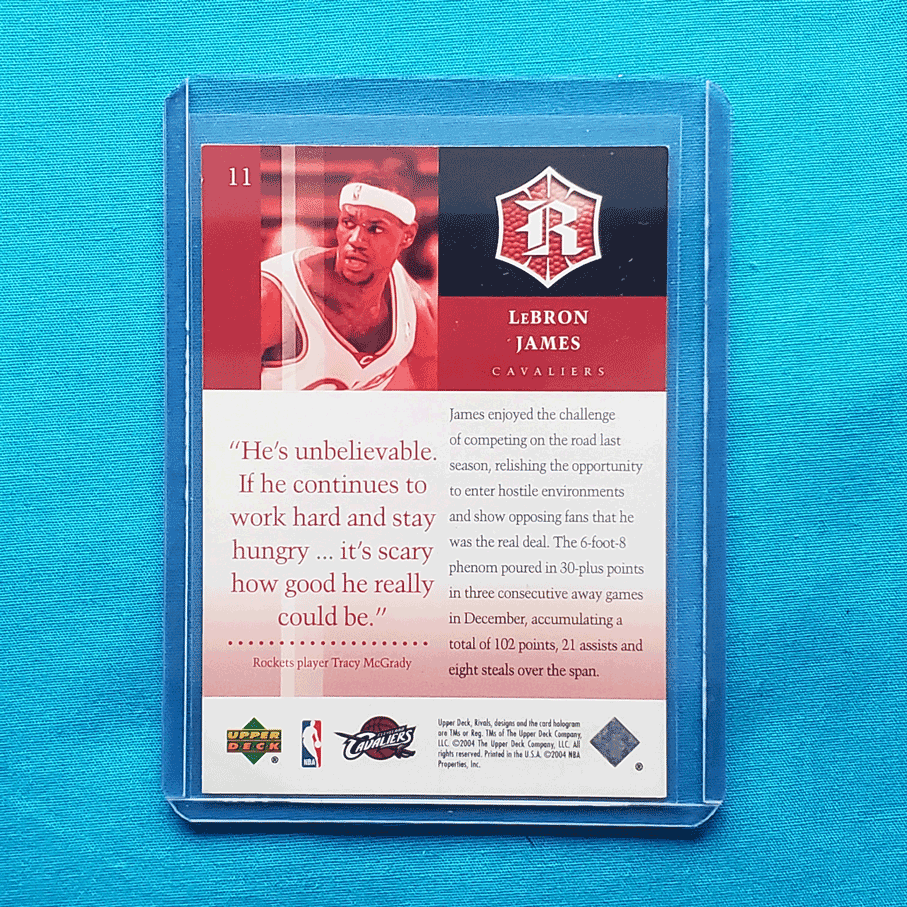 11
R
LEBRON
JAMES
CAVALIERS
“He’s unbelievable.
If he continues to
work hard and stay
hungry ... it’s scary
how good he really
could be.”
Rockets player Tracy McGrady
James enjoyed the challenge
of competing on the road last
season, relishing the opportunity
to enter hostile environments
and show opposing fans that he
was the real deal. The 6-foot-8
phenom poured in 30-plus points
in three consecutive away games
in December, accumulating a
total of 102 points, 21 assists and
eight steals over the span.
UPPER
DECK
®
NBA
CLEVELAND
CAVALIERS
Upper Deck, Rivals, designs and the card hologram
are TMs or Reg. TMs of The Upper Deck Company,
LLC. ©2004 The Upper Deck Company, LLC. All
rights reserved. Printed in the U.S.A. ©2004 NBA
Properties, Inc.
®